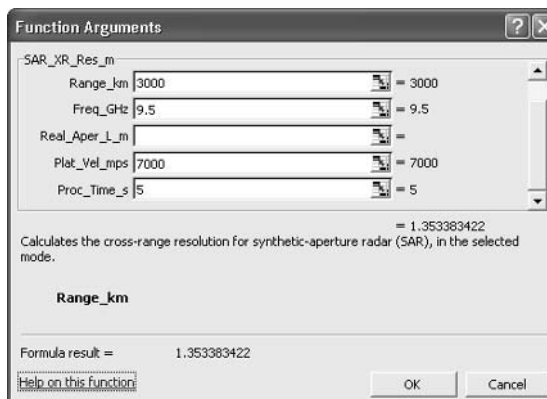 Function Arguments
SAR_XR_Res_m
Range_km 3000 = 3000
Freq_GHz 9.5 = 9.5
Real_Aper_L_m =
Plat_Vel_mps 7000 = 7000
Proc_Time_s 5 = 5
= 1.353383422
Calculates the cross-range resolution for synthetic-aperture radar (SAR), in the selected
mode.
Range_km
Formula result = 1.353383422
Help on this function OK Cancel